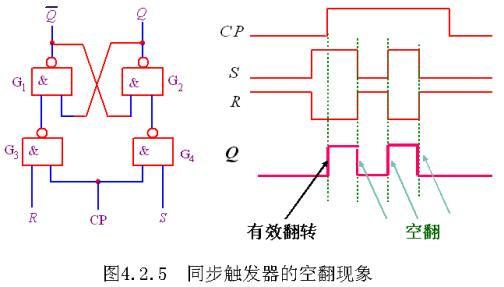 Q̅ Q
G₁ & & G₂
G₃ & & G₄
R CP S
CP
S
R
Q
有效翻转 空翻
图4.2.5 同步触发器的空翻现象